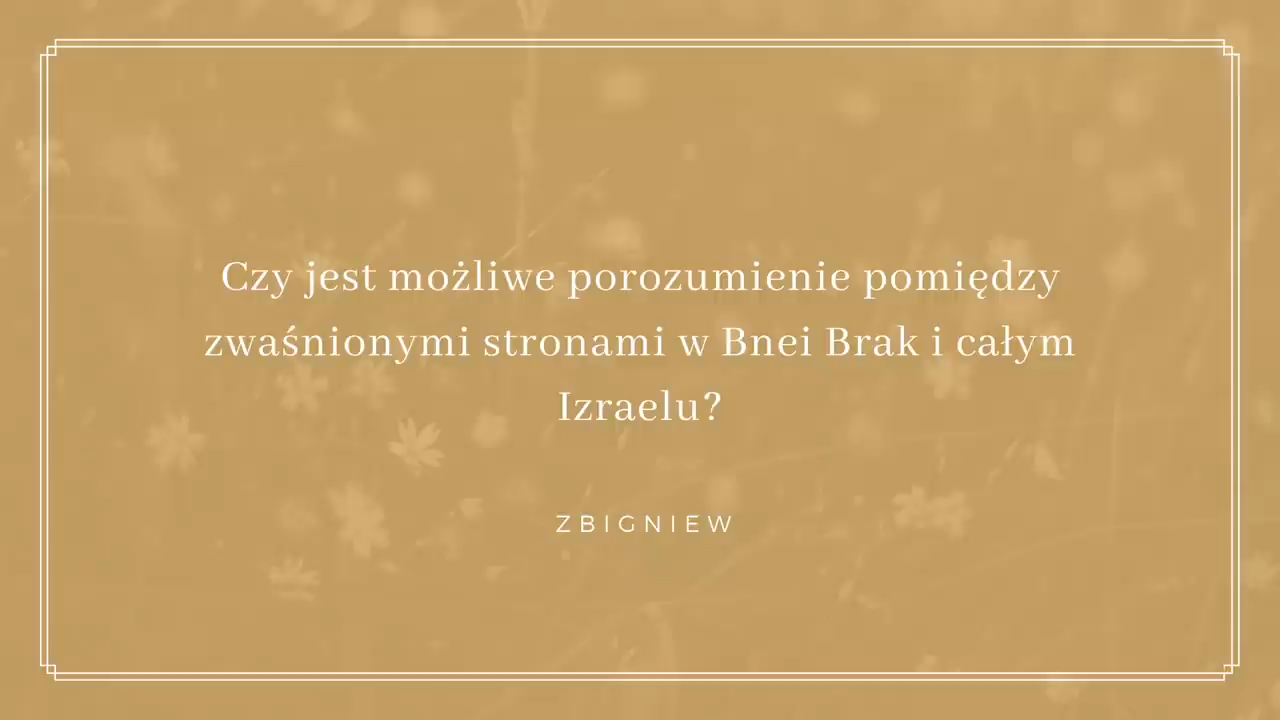 Czy jest możliwe porozumienie pomiędzy
zwaśnionymi stronami w Bnei Brak i całym
Izraelu?
ZBIGNIEW